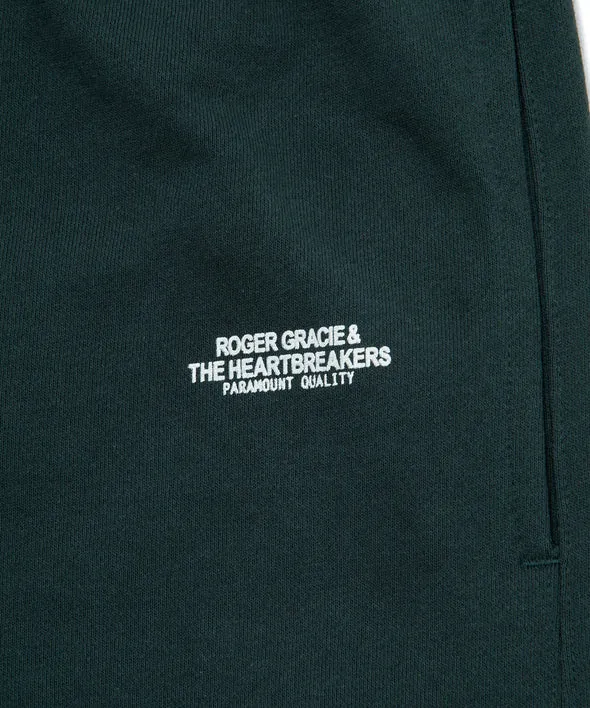 ROGER GRACIE &
THE HEARTBREAKERS
PARAMOUNT QUALITY